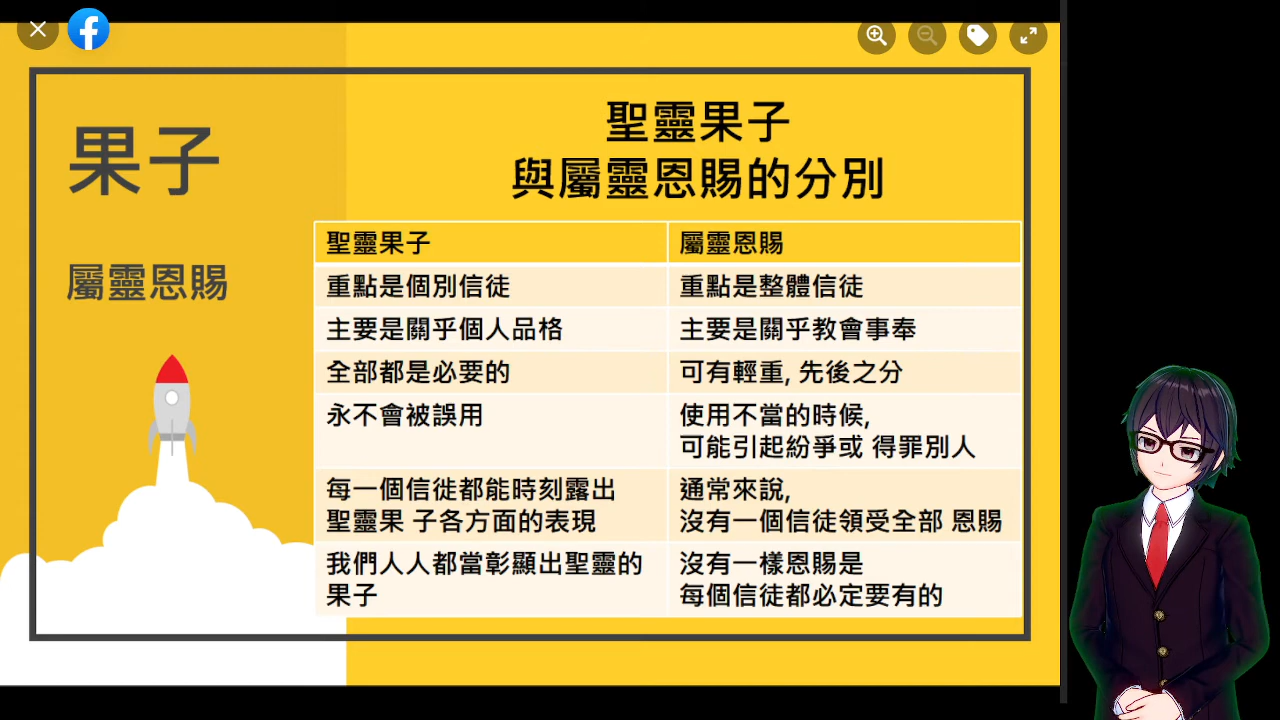 果子
屬靈恩賜
聖靈果子
與屬靈恩賜的分別
聖靈果子
屬靈恩賜
重點是個別信徒
重點是整體信徒
主要是關乎個人品格
主要是關乎教會事奉
全部都是必要的
可有輕重, 先後之分
永不會被誤用
使用不當的時候,
可能引起紛爭或 得罪別人
每一個信徒都能時刻露出
聖靈果 子各方面的表現
通常來說,
沒有一個信徒領受全部 恩賜
我們人人都當彰顯出聖靈的
果子
沒有一樣恩賜是
每個信徒都必定要有的